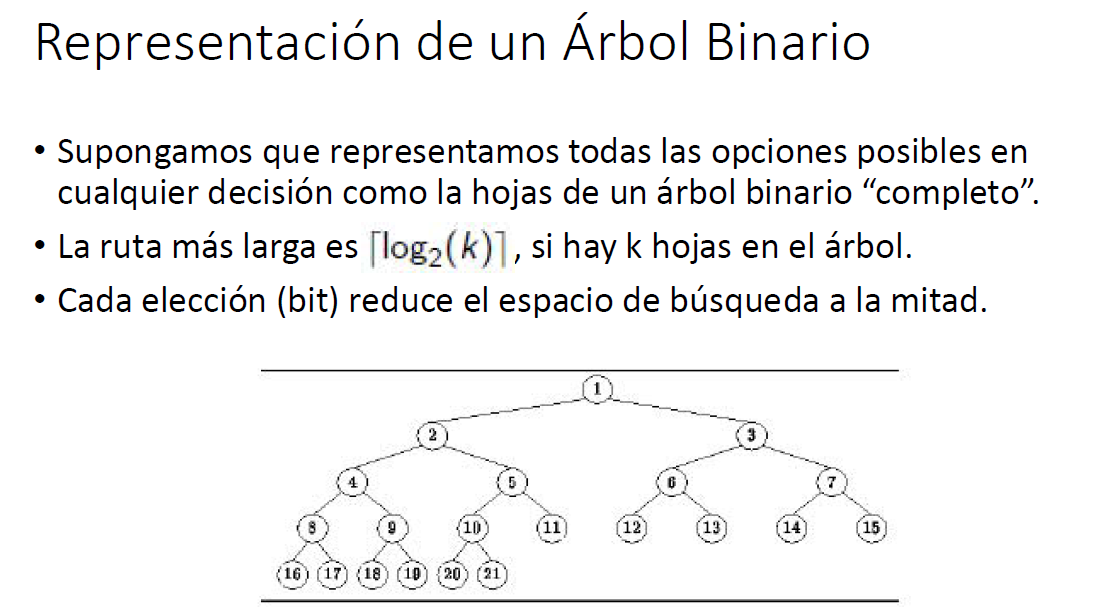 Representación de un Árbol Binario
• Supongamos que representamos todas las opciones posibles en
cualquier decisión como la hojas de un árbol binario “completo”.
• La ruta más larga es ⌈log₂(k)⌉, si hay k hojas en el árbol.
• Cada elección (bit) reduce el espacio de búsqueda a la mitad.
1
2 3
4 5 6 7
8 9 10 11 12 13 14 15
16 17 18 19 20 21